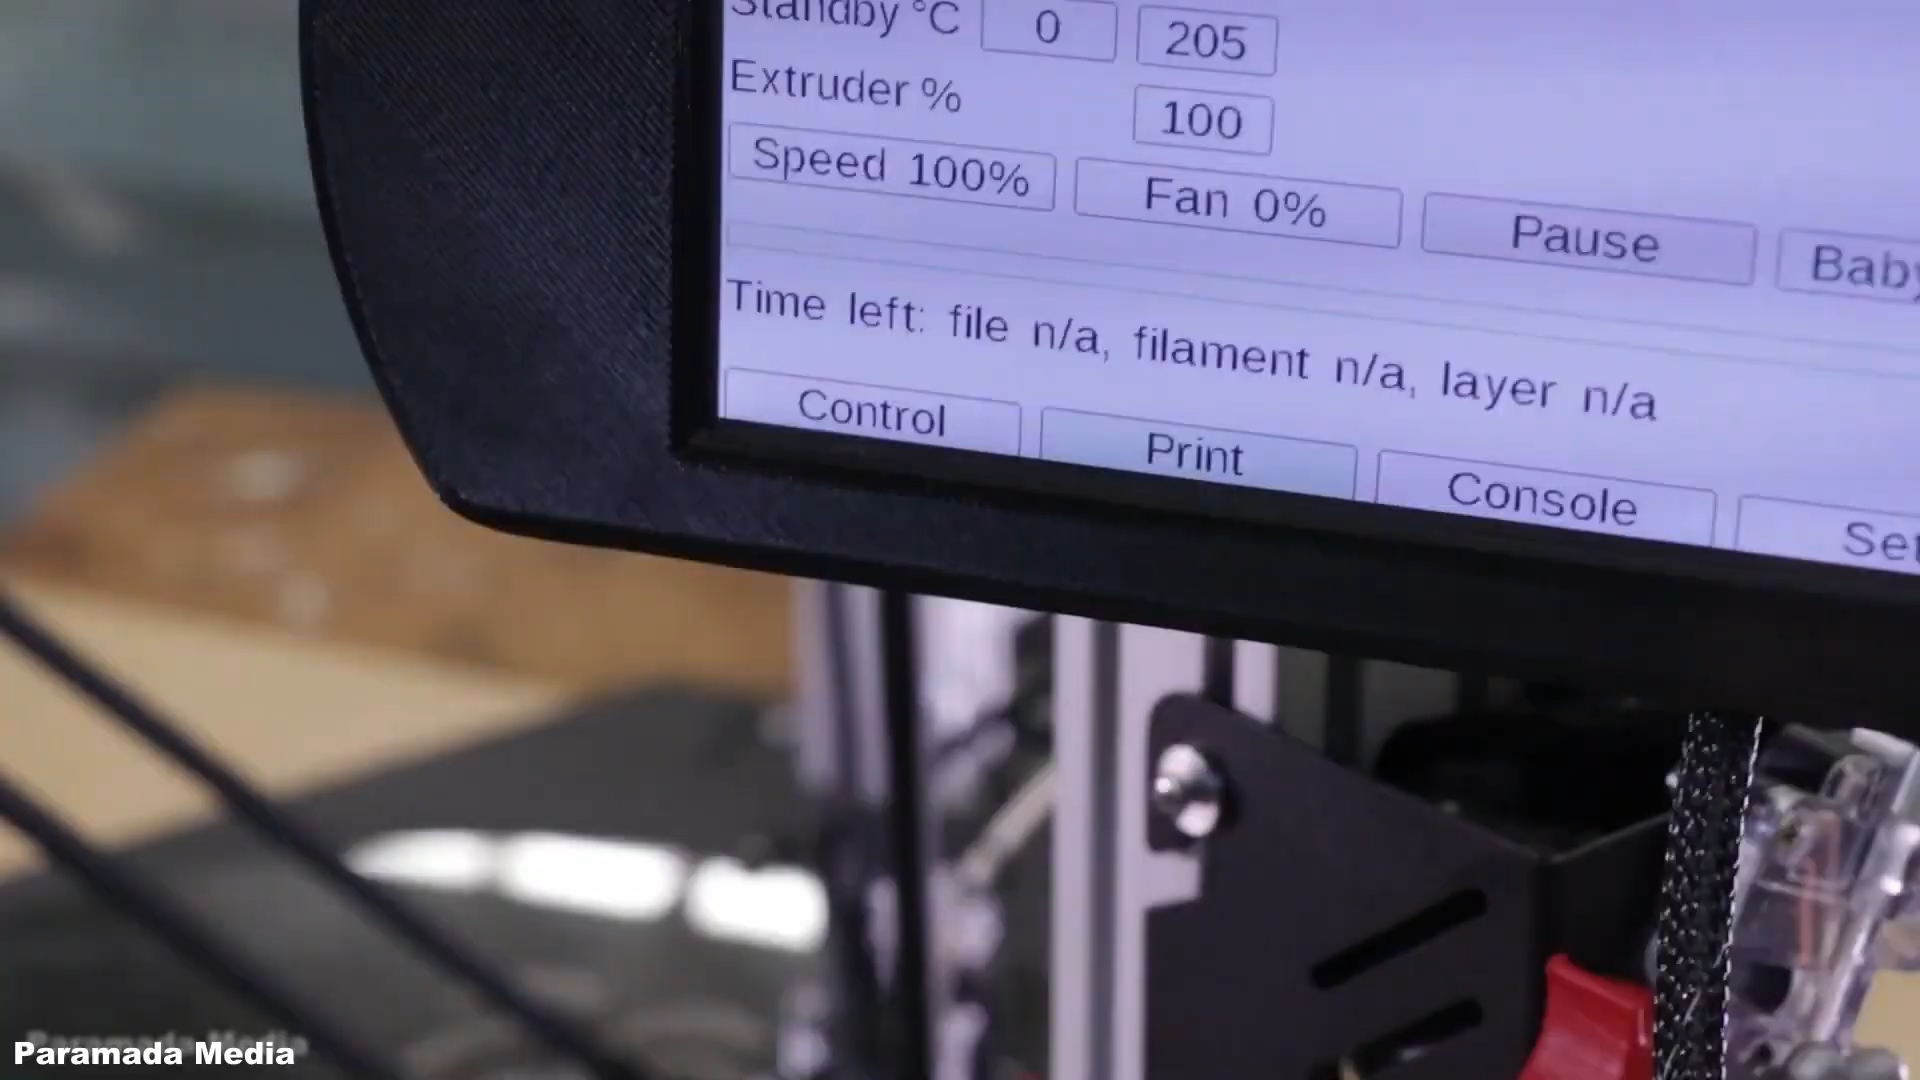 Standby °C 0 205
Extruder % 100
Speed 100% Fan 0% Pause
Time left: file n/a, filament n/a, layer n/a
Control Print Console
Paramada Media